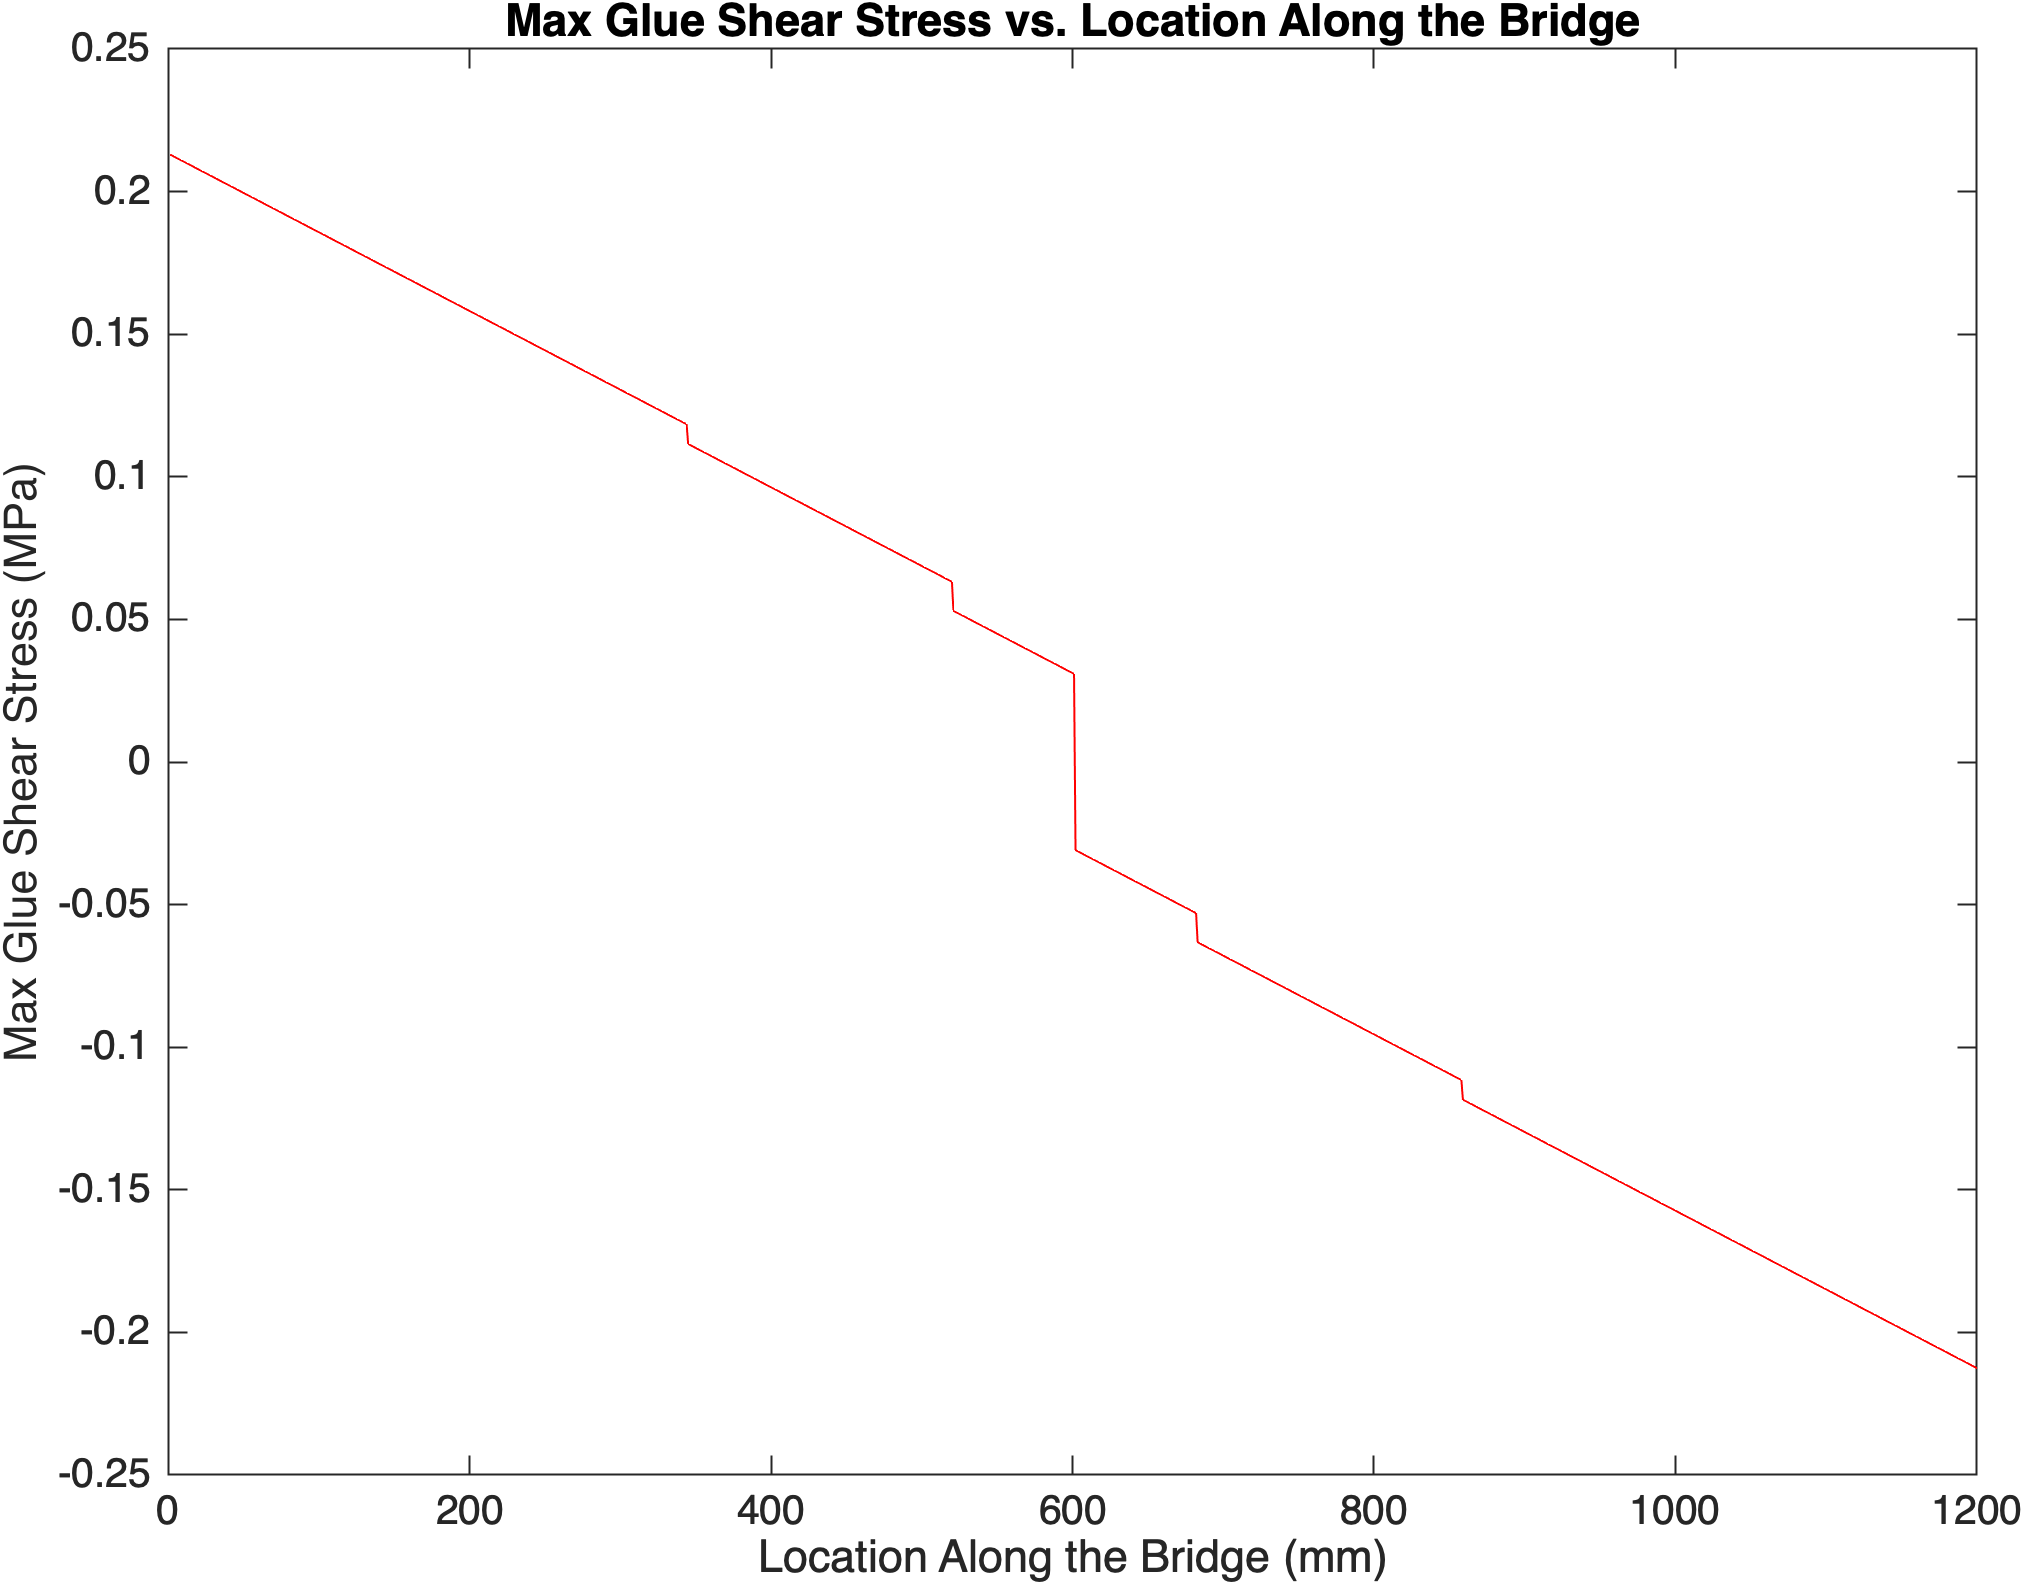 Max Glue Shear Stress vs. Location Along the Bridge
Max Glue Shear Stress (MPa)
0.25
0.2
0.15
0.1
0.05
0
-0.05
-0.1
-0.15
-0.2
-0.25
0 200 400 600 800 1000 1200
Location Along the Bridge (mm)